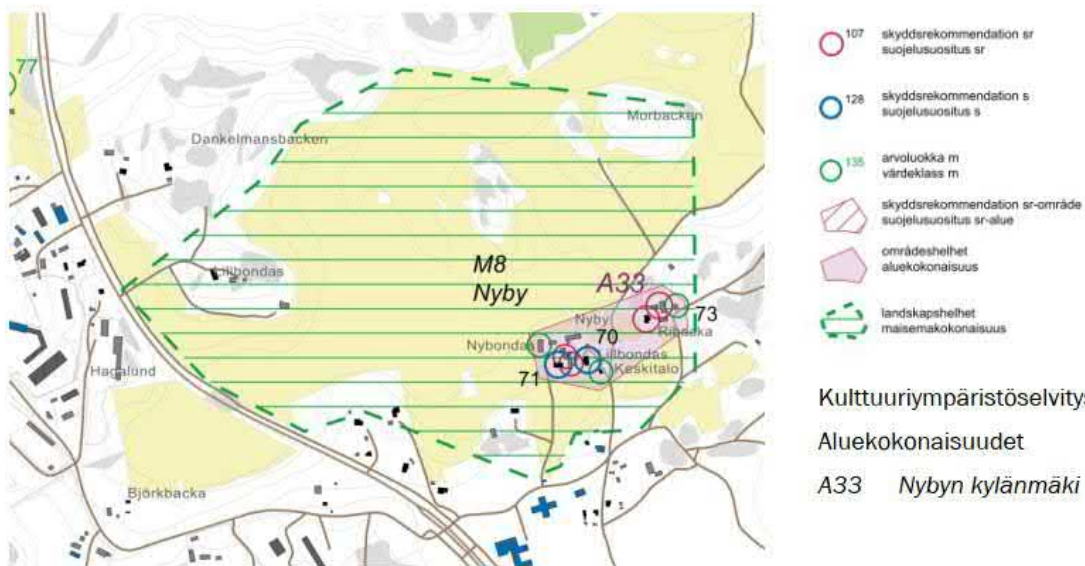 77
Dankelmansbacken
Morbacken
Lillbondas
M8
Nyby
A33
Nyby
73
Ribacka
Nybondas
70
Lillbondas
71
Keskitalo
Hagalund
Björkbacka
107 skyddsrekommendation sr
suojelusuositus sr
128 skyddsrekommendation s
suojelusuositus s
135 arvoluokka m
värdeklass m
skyddsrekommendation sr-område
suojelusuositus sr-alue
områdeshelhet
aluekokonaisuus
landskapshelhet
maisemakokonaisuus
Kulttuuriympäristöselvitys
Aluekokonaisuudet
A33 Nybyn kylänmäki